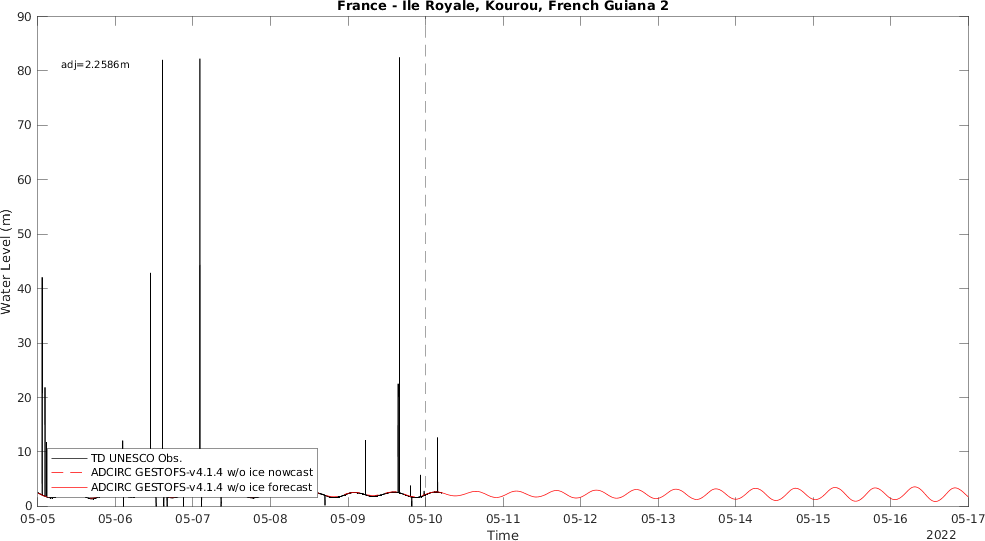 France - Ile Royale, Kourou, French Guiana 2
90
80
70
60
50
40
30
20
10
0
Water Level (m)
adj=2.2586m
TD UNESCO Obs.
ADCIRC GESTOFS-v4.1.4 w/o ice nowcast
ADCIRC GESTOFS-v4.1.4 w/o ice forecast
05-05 05-06 05-07 05-08 05-09 05-10 05-11 05-12 05-13 05-14 05-15 05-16 05-17
Time
2022